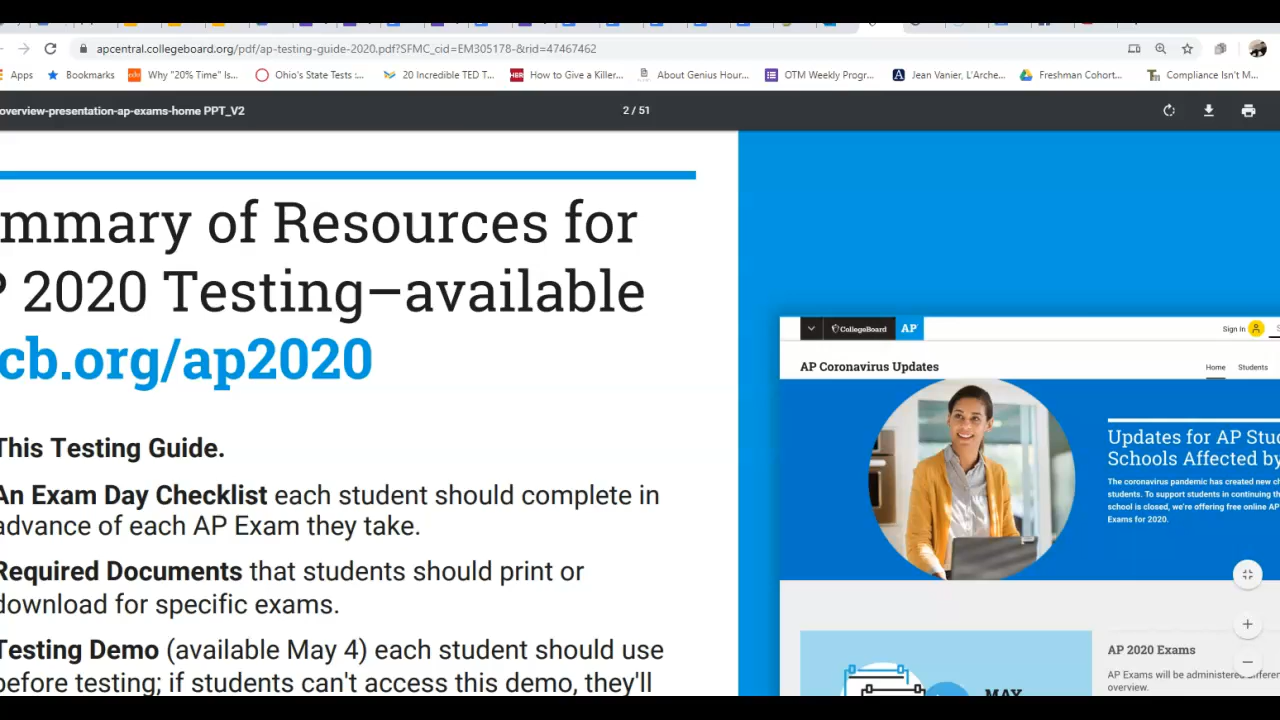 apcentral.collegeboard.org/pdf/ap-testing-guide-2020.pdf?SFMC_cid=EM305178-&rid=47467462
Apps Bookmarks Why "20% Time" Is... Ohio's State Tests :... 20 Incredible TED T... How to Give a Killer... About Genius Hour... OTM Weekly Progr... Jean Vanier, L'Arche... Freshman Cohort... Compliance Isn't M...
overview-presentation-ap-exams-home PPT_V2 2 / 51
mmary of Resources for
P 2020 Testing—available
cb.org/ap2020
This Testing Guide.
An Exam Day Checklist each student should complete in
advance of each AP Exam they take.
Required Documents that students should print or
download for specific exams.
Testing Demo (available May 4) each student should use
before testing; if students can't access this demo, they'll
CollegeBoard AP Sign In
AP Coronavirus Updates Home Students
Updates for AP Stu
Schools Affected by
The coronavirus pandemic has created new ch
students. To support students in continuing th
school is closed, we're offering free online AP
Exams for 2020.
MAY
AP 2020 Exams
AP Exams will be administered differen
overview.